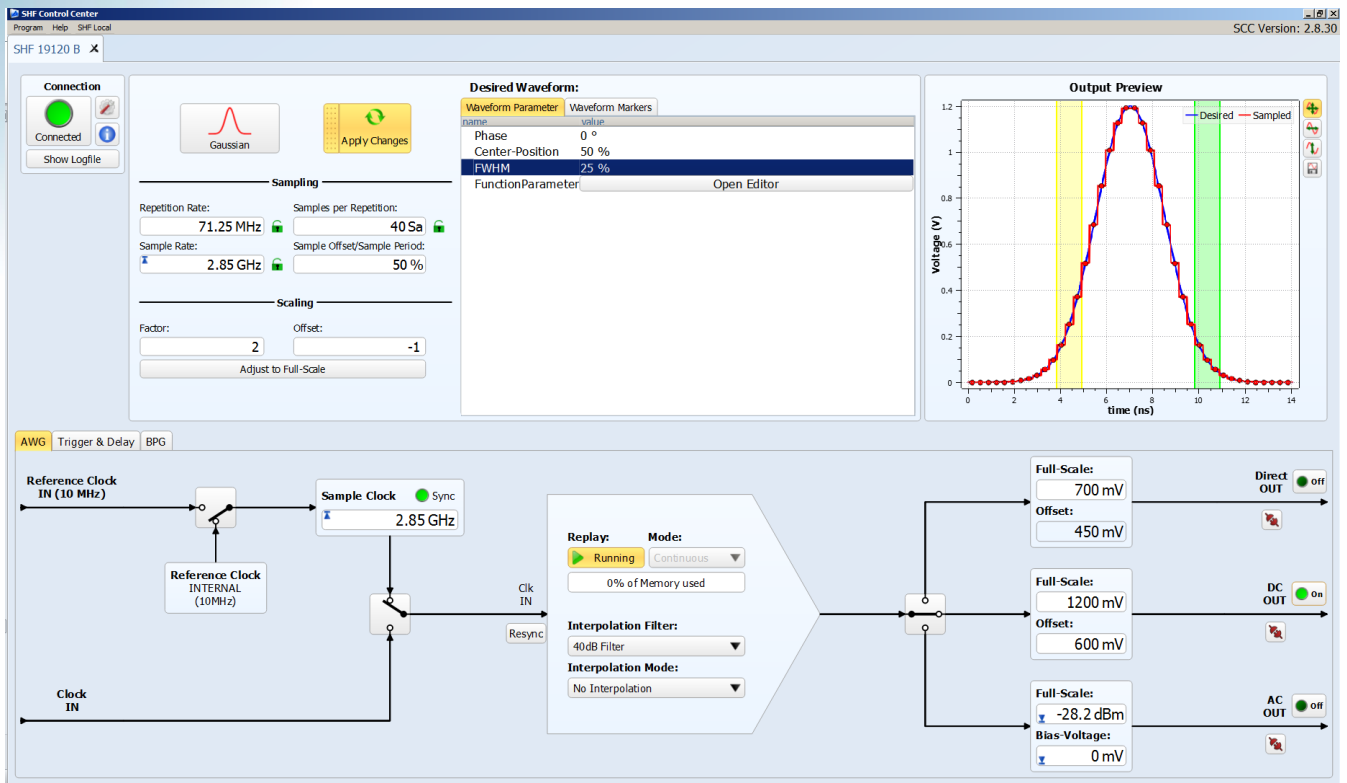 SHF Control Center
Program Help SHF Local
SCC Version: 2.8.30
SHF 19120 B
Connection
Connected
Show Logfile
Gaussian
Apply Changes
Sampling
Repetition Rate: Samples per Repetition:
71.25 MHz 40 Sa
Sample Rate: Sample Offset/Sample Period:
2.85 GHz 50 %
Scaling
Factor: Offset:
2 -1
Adjust to Full-Scale
Desired Waveform:
Waveform Parameter Waveform Markers
name value
Phase 0 °
Center-Position 50 %
FWHM 25 %
FunctionParameter Open Editor
Output Preview
Desired Sampled
Voltage (V)
1.2
1
0.8
0.6
0.4
0.2
0
0 2 4 6 8 10 12 14
time (ns)
AWG Trigger & Delay BPG
Reference Clock
IN (10 MHz)
Reference Clock
INTERNAL
(10MHz)
Sample Clock Sync
2.85 GHz
Clock
IN
Clk
IN
Resync
Replay: Mode:
Running Continuous
0% of Memory used
Interpolation Filter:
40dB Filter
Interpolation Mode:
No Interpolation
Full-Scale:
700 mV
Offset:
450 mV
Direct
OUT
Off
Full-Scale:
1200 mV
Offset:
600 mV
DC
OUT
On
Full-Scale:
-28.2 dBm
Bias-Voltage:
0 mV
AC
OUT
Off